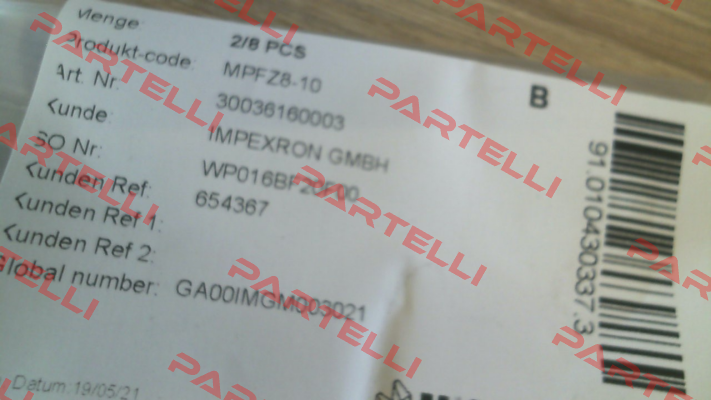 Menge: 2/8 PCS
Produkt-code: MPFZ8-10
Art. Nr: 30036160003
Kunde: IMPEXRON GMBH
SO Nr: WP016BF20F00
Kunden Ref: 654367
Kunden Ref 1:
Kunden Ref 2:
Global number: GA00IMGM003021
Datum: 19/05/21
B
91.010430337.3
PARTELLI
PARTELLI
PARTELLI
PARTELLI
PARTELLI
PARTELLI
PARTELLI